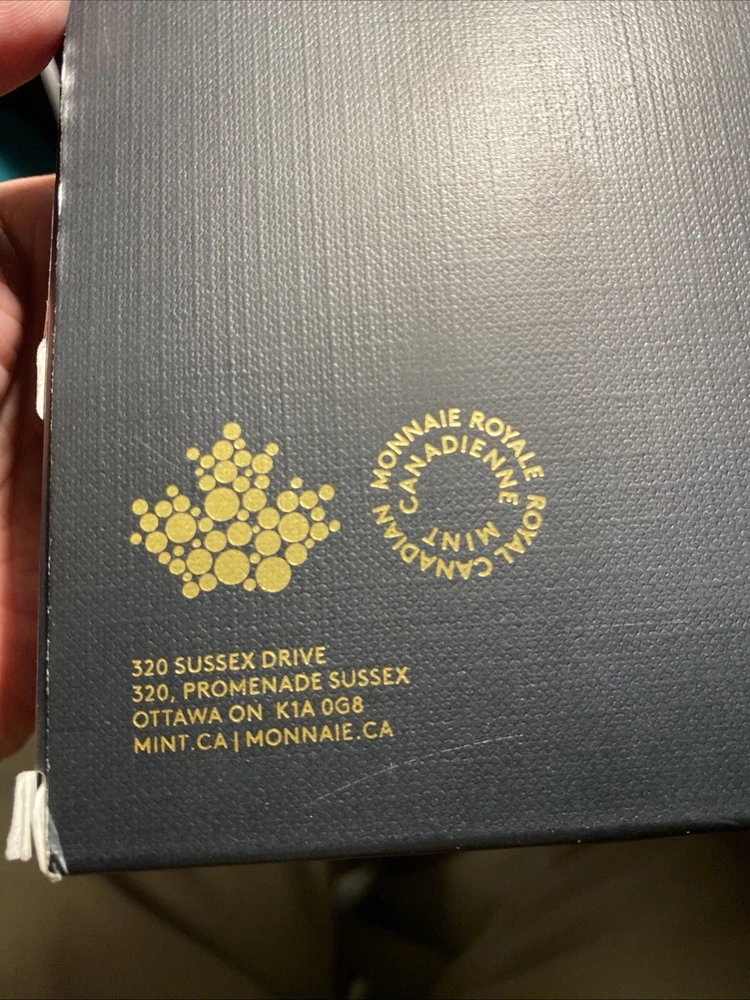 MONNAIE ROYALE
CANADIENNE
ROYAL CANADIAN
MINT
320 SUSSEX DRIVE
320, PROMENADE SUSSEX
OTTAWA ON K1A 0G8
MINT.CA | MONNAIE.CA